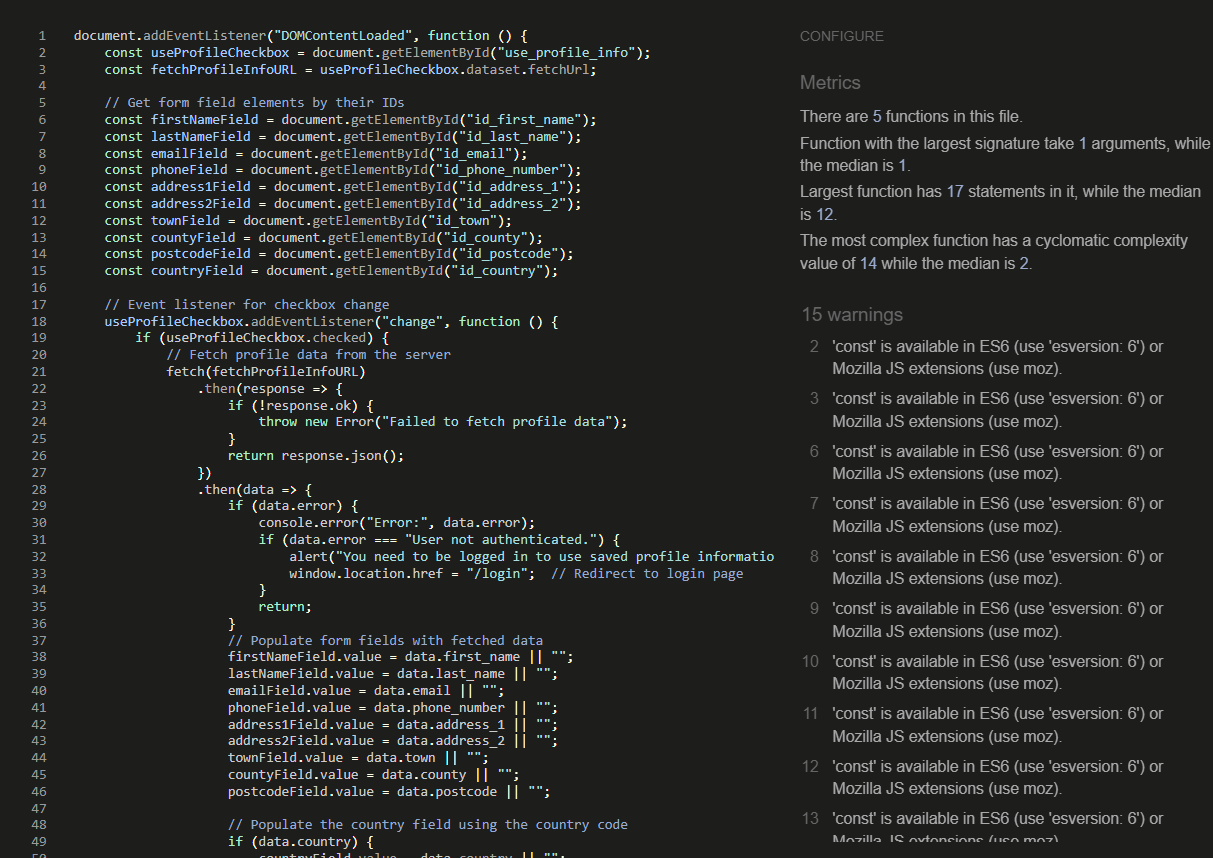 1 document.addEventListener("DOMContentLoaded", function () {
2 const useProfileCheckbox = document.getElementById("use_profile_info");
3 const fetchProfileInfoURL = useProfileCheckbox.dataset.fetchUrl;
4
5 // Get form field elements by their IDs
6 const firstNameField = document.getElementById("id_first_name");
7 const lastNameField = document.getElementById("id_last_name");
8 const emailField = document.getElementById("id_email");
9 const phoneField = document.getElementById("id_phone_number");
10 const address1Field = document.getElementById("id_address_1");
11 const address2Field = document.getElementById("id_address_2");
12 const townField = document.getElementById("id_town");
13 const countyField = document.getElementById("id_county");
14 const postcodeField = document.getElementById("id_postcode");
15 const countryField = document.getElementById("id_country");
16
17 // Event listener for checkbox change
18 useProfileCheckbox.addEventListener("change", function () {
19 if (useProfileCheckbox.checked) {
20 // Fetch profile data from the server
21 fetch(fetchProfileInfoURL)
22 .then(response => {
23 if (!response.ok) {
24 throw new Error("Failed to fetch profile data");
25 }
26 return response.json();
27 })
28 .then(data => {
29 if (data.error) {
30 console.error("Error:", data.error);
31 if (data.error === "User not authenticated.") {
32 alert("You need to be logged in to use saved profile informatio
33 window.location.href = "/login"; // Redirect to login page
34 }
35 return;
36 }
37 // Populate form fields with fetched data
38 firstNameField.value = data.first_name || "";
39 lastNameField.value = data.last_name || "";
40 emailField.value = data.email || "";
41 phoneField.value = data.phone_number || "";
42 address1Field.value = data.address_1 || "";
43 address2Field.value = data.address_2 || "";
44 townField.value = data.town || "";
45 countyField.value = data.county || "";
46 postcodeField.value = data.postcode || "";
47
48 // Populate the country field using the country code
49 if (data.country) {
50 countryField.value = data.country || "";
CONFIGURE
Metrics
There are 5 functions in this file.
Function with the largest signature take 1 arguments, while
the median is 1.
Largest function has 17 statements in it, while the median
is 12.
The most complex function has a cyclomatic complexity
value of 14 while the median is 2.
15 warnings
2 'const' is available in ES6 (use 'esversion: 6') or
Mozilla JS extensions (use moz).
3 'const' is available in ES6 (use 'esversion: 6') or
Mozilla JS extensions (use moz).
6 'const' is available in ES6 (use 'esversion: 6') or
Mozilla JS extensions (use moz).
7 'const' is available in ES6 (use 'esversion: 6') or
Mozilla JS extensions (use moz).
8 'const' is available in ES6 (use 'esversion: 6') or
Mozilla JS extensions (use moz).
9 'const' is available in ES6 (use 'esversion: 6') or
Mozilla JS extensions (use moz).
10 'const' is available in ES6 (use 'esversion: 6') or
Mozilla JS extensions (use moz).
11 'const' is available in ES6 (use 'esversion: 6') or
Mozilla JS extensions (use moz).
12 'const' is available in ES6 (use 'esversion: 6') or
Mozilla JS extensions (use moz).
13 'const' is available in ES6 (use 'esversion: 6') or
Mozilla JS extensions (use moz).